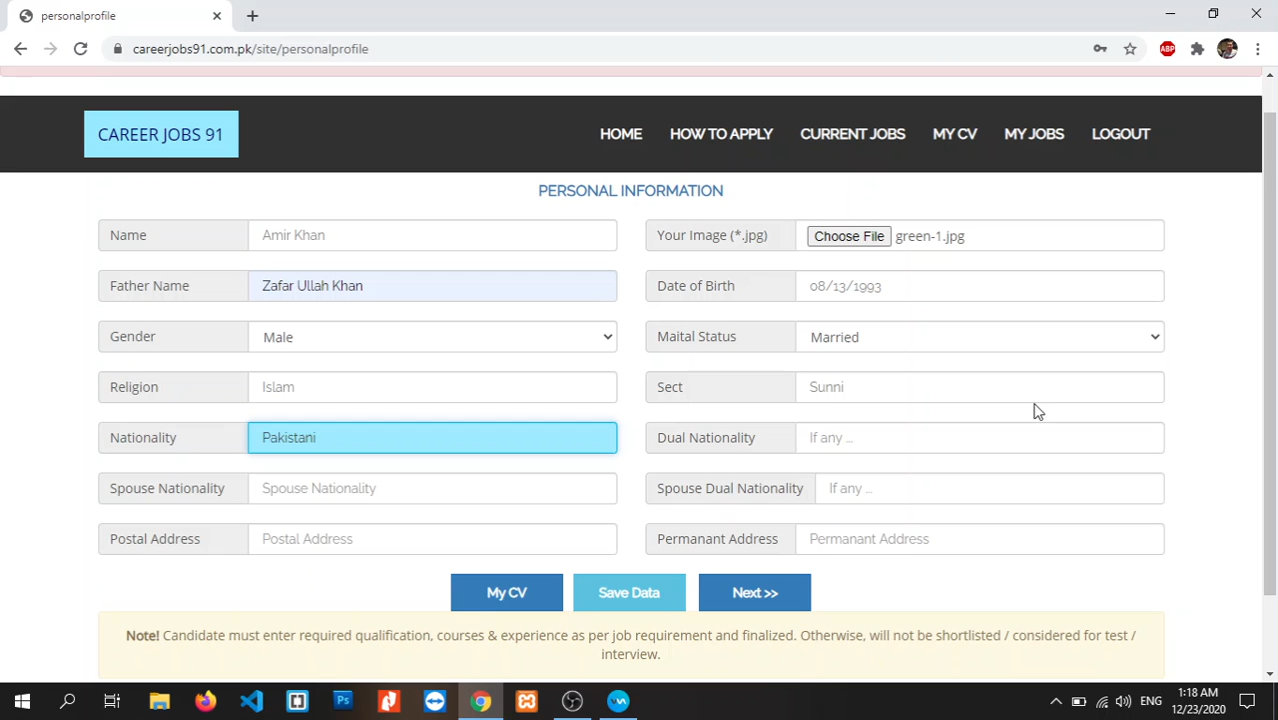 personalprofile
careerjobs91.com.pk/site/personalprofile
ABP
CAREER JOBS 91
HOME HOW TO APPLY CURRENT JOBS MY CV MY JOBS LOGOUT
PERSONAL INFORMATION
Name Amir Khan Your Image (*.jpg) Choose File green-1.jpg
Father Name Zafar Ullah Khan Date of Birth 08/13/1993
Gender Male Maital Status Married
Religion Islam Sect Sunni
Nationality Pakistani Dual Nationality If any ...
Spouse Nationality Spouse Nationality Spouse Dual Nationality If any ...
Postal Address Postal Address Permanant Address Permanant Address
My CV Save Data Next >>
Note! Candidate must enter required qualification, courses & experience as per job requirement and finalized. Otherwise, will not be shortlisted / considered for test /
interview.
Ps
ENG
1:18 AM
12/23/2020